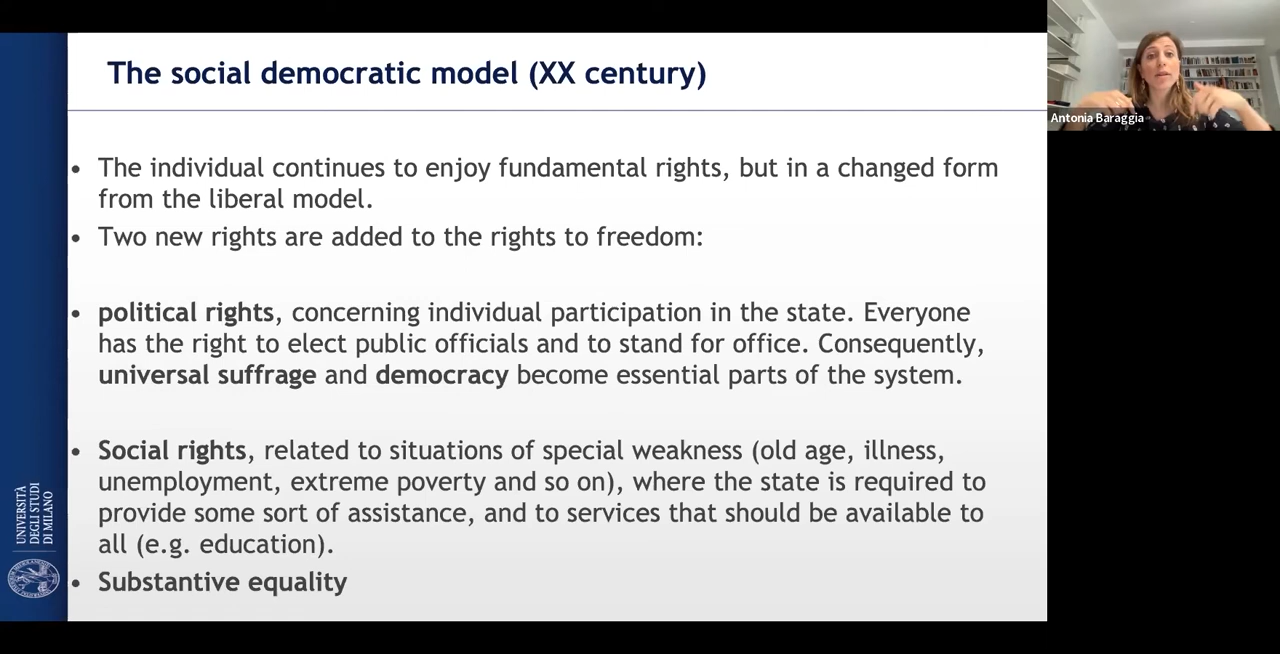 The social democratic model (XX century)
Antonia Baraggia
• The individual continues to enjoy fundamental rights, but in a changed form
from the liberal model.
• Two new rights are added to the rights to freedom:
• political rights, concerning individual participation in the state. Everyone
has the right to elect public officials and to stand for office. Consequently,
universal suffrage and democracy become essential parts of the system.
• Social rights, related to situations of special weakness (old age, illness,
unemployment, extreme poverty and so on), where the state is required to
provide some sort of assistance, and to services that should be available to
all (e.g. education).
• Substantive equality
UNIVERSITÀ
DEGLI STUDI
DI MILANO